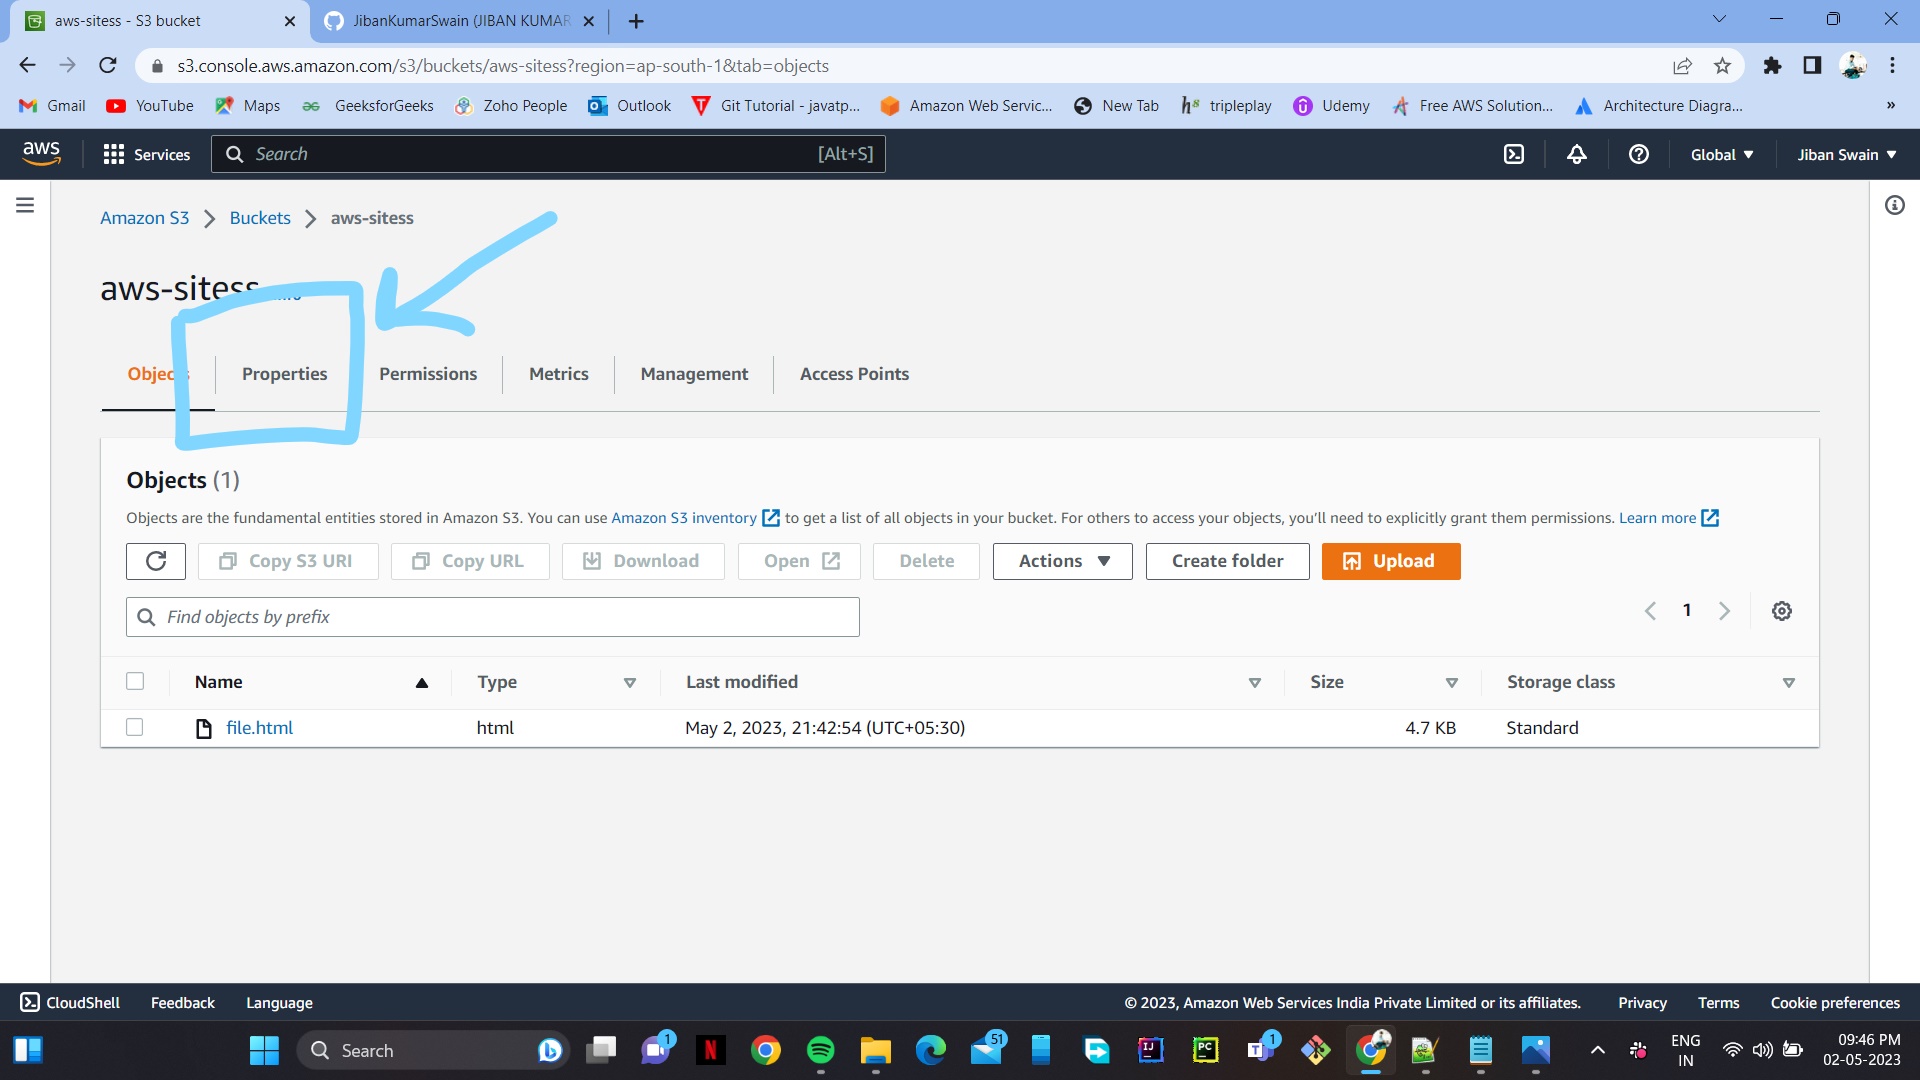 aws-sitess - S3 bucket
JibanKumarSwain (JIBAN KUMAR
s3.console.aws.amazon.com/s3/buckets/aws-sitess?region=ap-south-1&tab=objects
Gmail YouTube Maps GeeksforGeeks Zoho People Outlook Git Tutorial - javatp... Amazon Web Servic... New Tab tripleplay Udemy Free AWS Solution... Architecture Diagra... »
aws Services Search [Alt+S] Global Jiban Swain
Amazon S3 Buckets aws-sitess
aws-sitess
Objects Properties Permissions Metrics Management Access Points
Objects (1)
Objects are the fundamental entities stored in Amazon S3. You can use Amazon S3 inventory to get a list of all objects in your bucket. For others to access your objects, you'll need to explicitly grant them permissions. Learn more
Copy S3 URI Copy URL Download Open Delete Actions Create folder Upload
Find objects by prefix
1
Name Type Last modified Size Storage class
file.html html May 2, 2023, 21:42:54 (UTC+05:30) 4.7 KB Standard
CloudShell Feedback Language © 2023, Amazon Web Services India Private Limited or its affiliates. Privacy Terms Cookie preferences
Search 1 51 1
ENG
IN
09:46 PM
02-05-2023